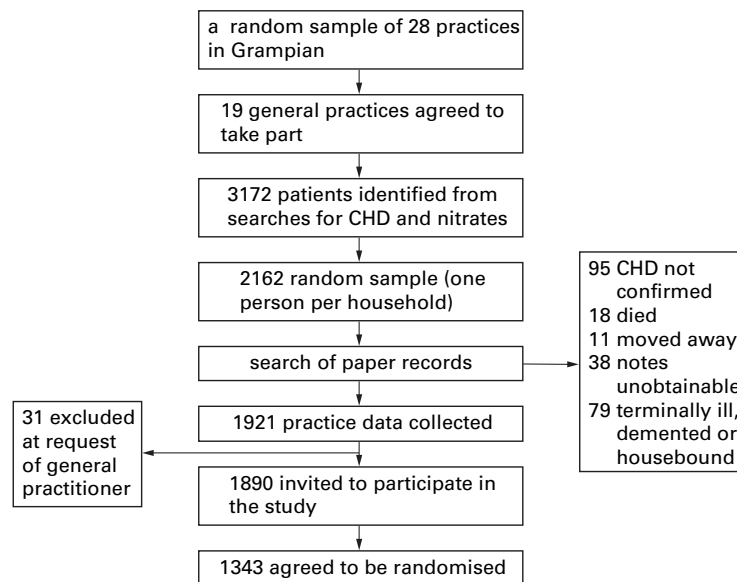 a random sample of 28 practices
in Grampian
19 general practices agreed to
take part
3172 patients identified from
searches for CHD and nitrates
2162 random sample (one
person per household)
search of paper records
95 CHD not
confirmed
18 died
11 moved away
38 notes
unobtainable
79 terminally ill,
demented or
housebound
1921 practice data collected
31 excluded
at request
of general
practitioner
1890 invited to participate in
the study
1343 agreed to be randomised